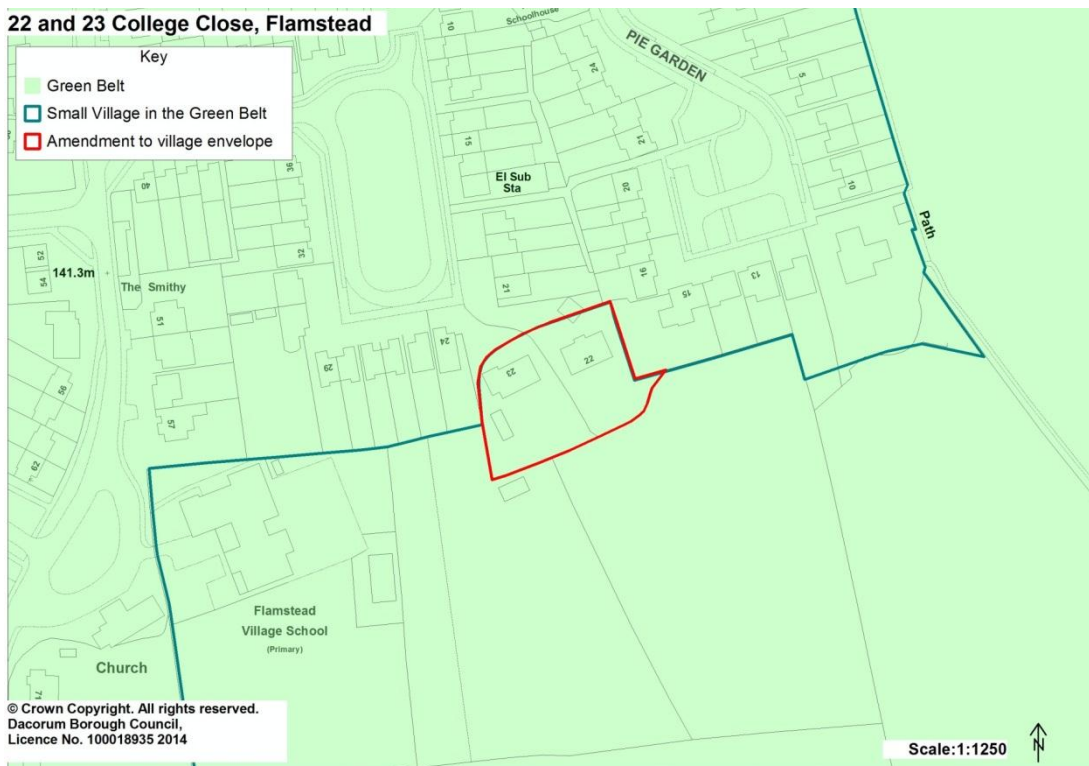 22 and 23 College Close, Flamstead
Key
Green Belt
Small Village in the Green Belt
Amendment to village envelope
10
Schoolhouse
PIE GARDEN
24
5
15
21
36
40
El Sub
Sta
20
10
Path
52
54
141.3m
32
The Smithy
51
21
16
15
13
24
29
22
23
56
57
62
Flamstead
Village School
(Primary)
Church
71
© Crown Copyright. All rights reserved.
Dacorum Borough Council,
Licence No. 100018935 2014
Scale:1:1250
N